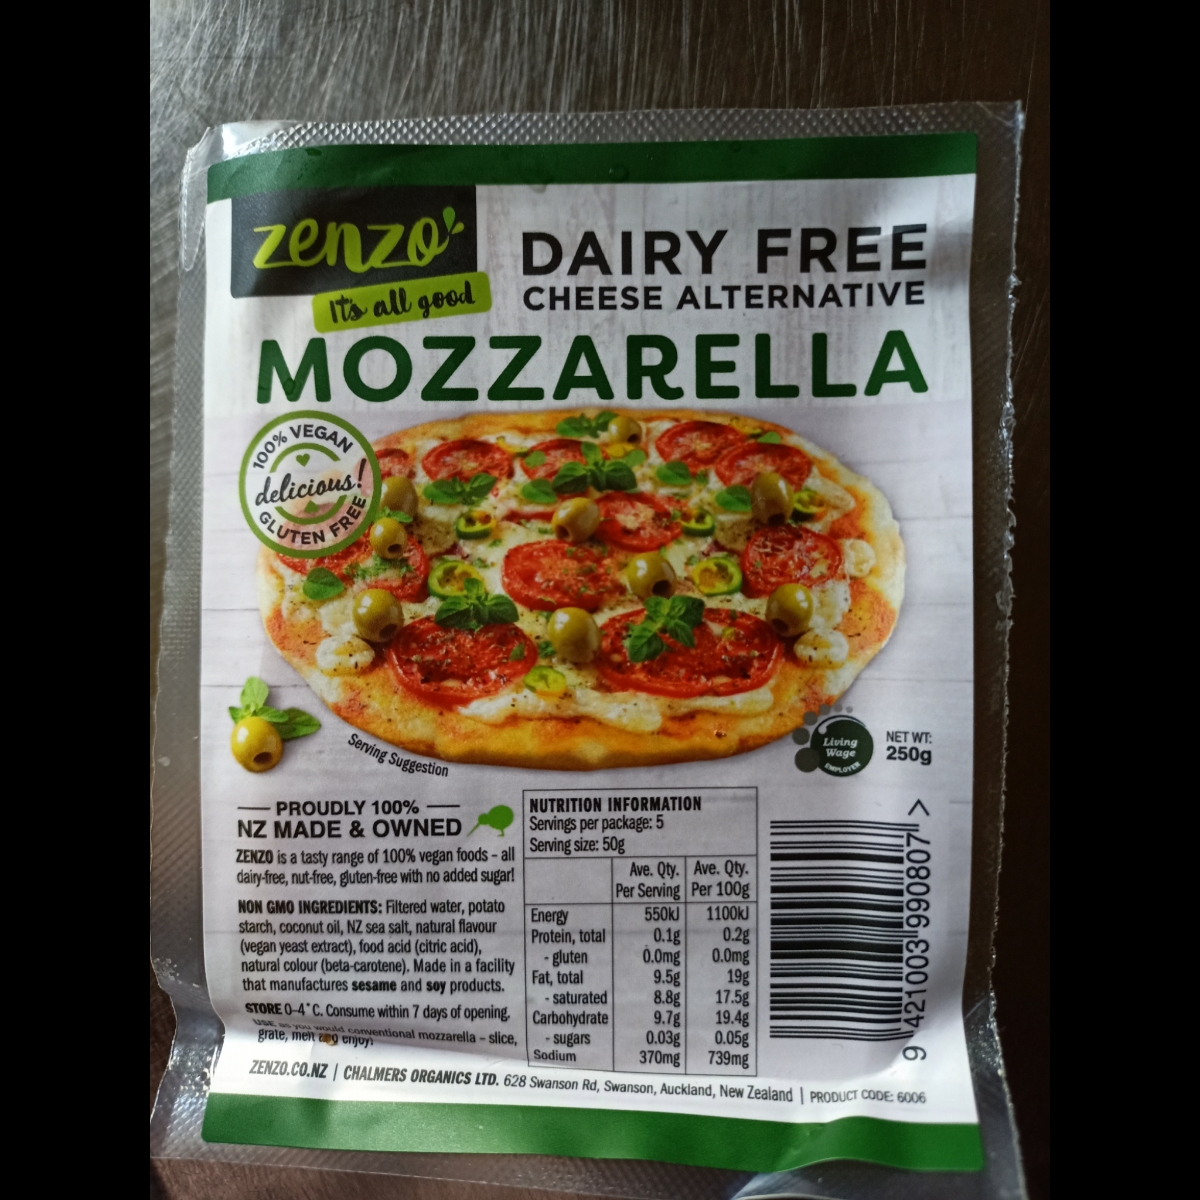 zenzo
It's all good
DAIRY FREE
CHEESE ALTERNATIVE
MOZZARELLA
100% VEGAN
delicious!
GLUTEN FREE
Serving Suggestion
Living
Wage
EMPLOYER
NET WT:
250g
PROUDLY 100%
NZ MADE & OWNED
ZENZO is a tasty range of 100% vegan foods - all
dairy-free, nut-free, gluten-free with no added sugar!
NON GMO INGREDIENTS: Filtered water, potato
starch, coconut oil, NZ sea salt, natural flavour
(vegan yeast extract), food acid (citric acid),
natural colour (beta-carotene). Made in a facility
that manufactures sesame and soy products.
STORE 0-4°C. Consume within 7 days of opening.
USE as you would conventional mozzarella - slice,
grate, melt and enjoy!
NUTRITION INFORMATION
Servings per package: 5
Serving size: 50g
Ave. Qty. Ave. Qty.
Per Serving Per 100g
Energy 550kJ 1100kJ
Protein, total 0.1g 0.2g
- gluten 0.0mg 0.0mg
Fat, total 9.5g 19g
- saturated 8.8g 17.5g
Carbohydrate 9.7g 19.4g
- sugars 0.03g 0.05g
Sodium 370mg 739mg
9 421003 990807 >
ZENZO.CO.NZ | CHALMERS ORGANICS LTD. 628 Swanson Rd, Swanson, Auckland, New Zealand | PRODUCT CODE: 6006